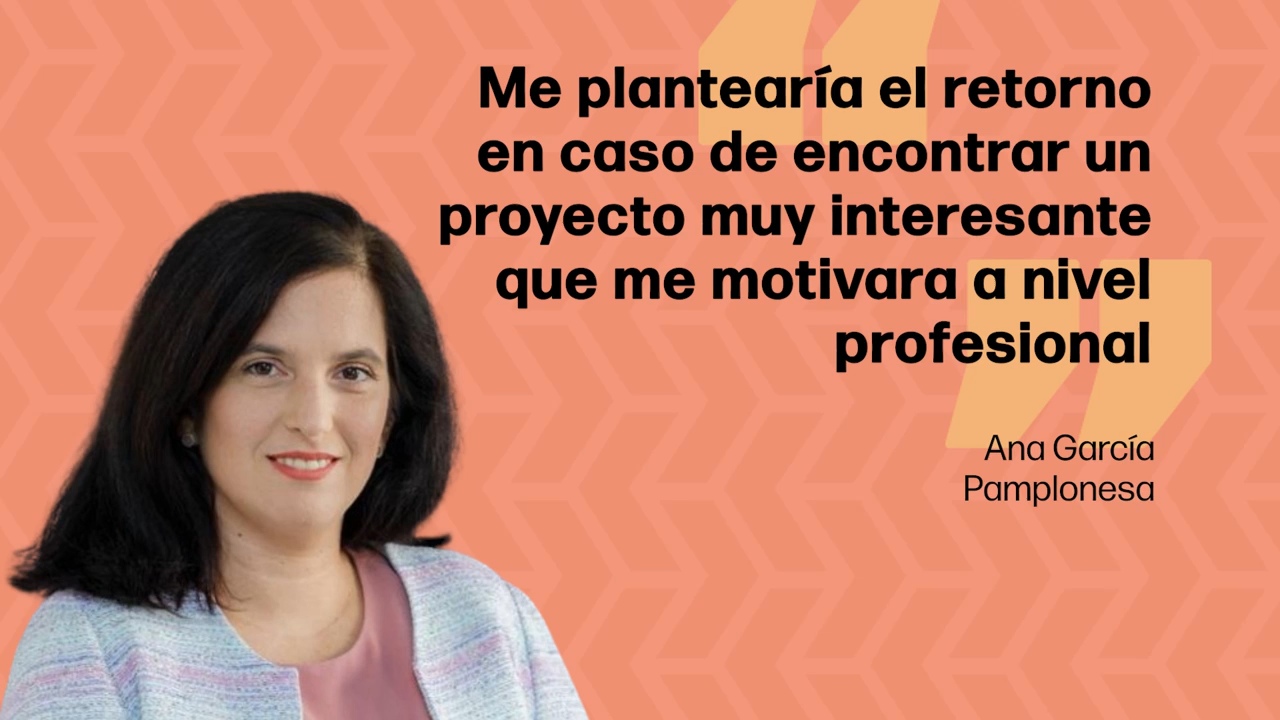 Me plantearía el retorno
en caso de encontrar un
proyecto muy interesante
que me motivara a nivel
profesional
Ana García
Pamplonesa